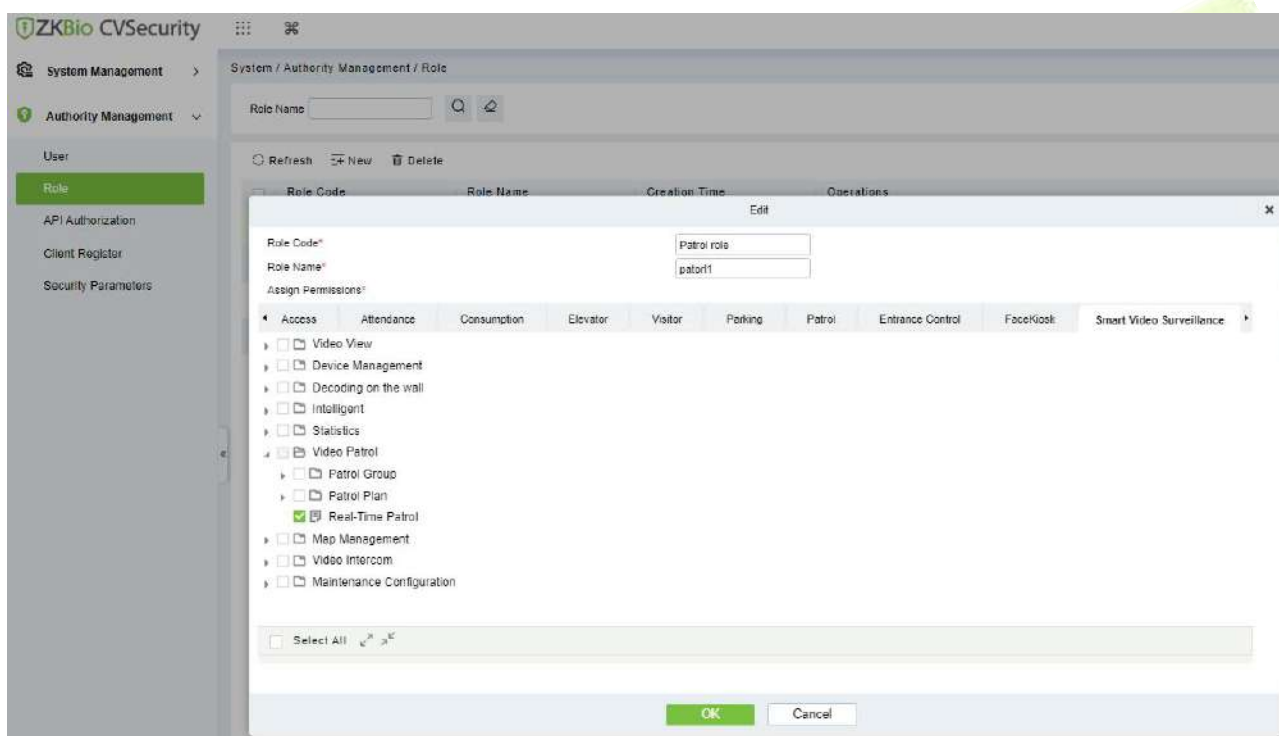 ZKBio CVSecurity
System Management
System / Authority Management / Role
Authority Management
Role Name
User
Refresh New Delete
Role
Role Code Role Name Creation Time Operations
Edit
API Authorization
Role Code* Patrol role
Client Register
Role Name* patorl1
Security Parameters
Assign Permissions*
Access Attendance Consumption Elevator Visitor Parking Patrol Entrance Control FaceKiosk Smart Video Surveillance
Video View
Device Management
Decoding on the wall
Intelligent
Statistics
Video Patrol
Patrol Group
Patrol Plan
Real-Time Patrol
Map Management
Video Intercom
Maintenance Configuration
Select All
OK Cancel